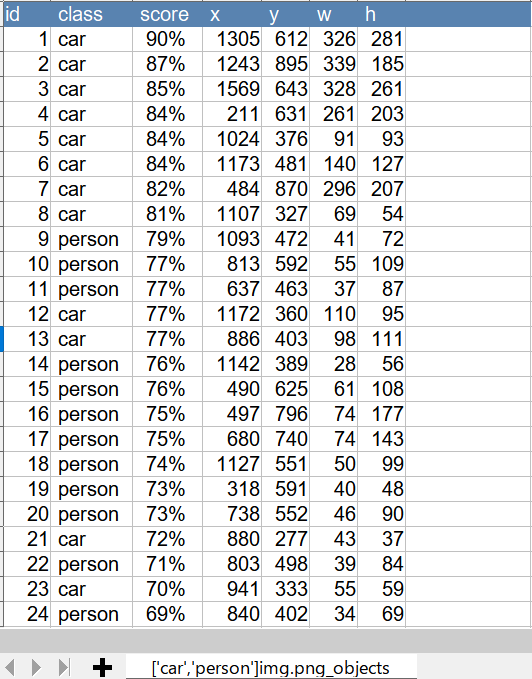 id class score x y w h
1 car 90% 1305 612 326 281
2 car 87% 1243 895 339 185
3 car 85% 1569 643 328 261
4 car 84% 211 631 261 203
5 car 84% 1024 376 91 93
6 car 84% 1173 481 140 127
7 car 82% 484 870 296 207
8 car 81% 1107 327 69 54
9 person 79% 1093 472 41 72
10 person 77% 813 592 55 109
11 person 77% 637 463 37 87
12 car 77% 1172 360 110 95
13 car 77% 886 403 98 111
14 person 76% 1142 389 28 56
15 person 76% 490 625 61 108
16 person 75% 497 796 74 177
17 person 75% 680 740 74 143
18 person 74% 1127 551 50 99
19 person 73% 318 591 40 48
20 person 73% 738 552 46 90
21 car 72% 880 277 43 37
22 person 71% 803 498 39 84
23 car 70% 941 333 55 59
24 person 69% 840 402 34 69
['car','person']img.png_objects